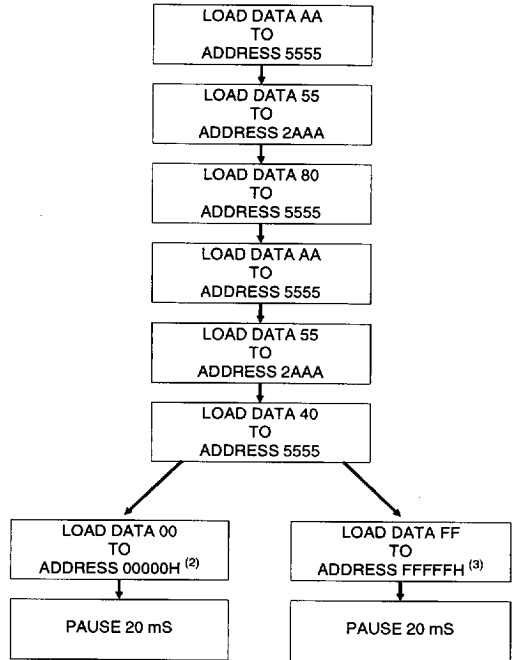 LOAD DATA AA
TO
ADDRESS 5555
LOAD DATA 55
TO
ADDRESS 2AAA
LOAD DATA 80
TO
ADDRESS 5555
LOAD DATA AA
TO
ADDRESS 5555
LOAD DATA 55
TO
ADDRESS 2AAA
LOAD DATA 40
TO
ADDRESS 5555
LOAD DATA 00
TO
ADDRESS 00000H (2)
PAUSE 20 mS
LOAD DATA FF
TO
ADDRESS FFFFFH (3)
PAUSE 20 mS